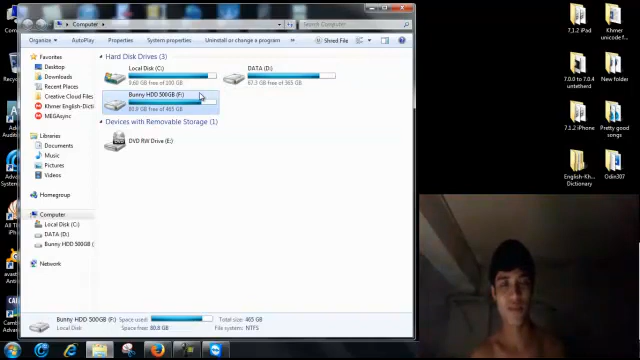 Computer
Search Computer
Organize
AutoPlay
Properties
System properties
Uninstall or change a program
»
Shred File
Favorites
Desktop
Downloads
Recent Places
Creative Cloud Files
Khmer English-Dicti
MEGAsync
Libraries
Documents
Music
Pictures
Videos
Homegroup
Computer
Local Disk (C:)
DATA (D:)
Bunny HDD 500GB (
Network
Hard Disk Drives (3)
Local Disk (C:)
9.60 GB free of 100 GB
DATA (D:)
67.3 GB free of 365 GB
Bunny HDD 500GB (F:)
80.8 GB free of 465 GB
Devices with Removable Storage (1)
DVD RW Drive (E:)
Bunny HDD 500GB (F:)
Space used:
Total size: 465 GB
Local Disk
Space free: 80.8 GB
File system: NTFS
7,1,2 iPad
Khmer
unicode f...
7.0.0 to 7.0.4
untethered
New folder
7.1.2 iPhone
Pretty good
songs
English-Kh...
Dictionary
Odin307